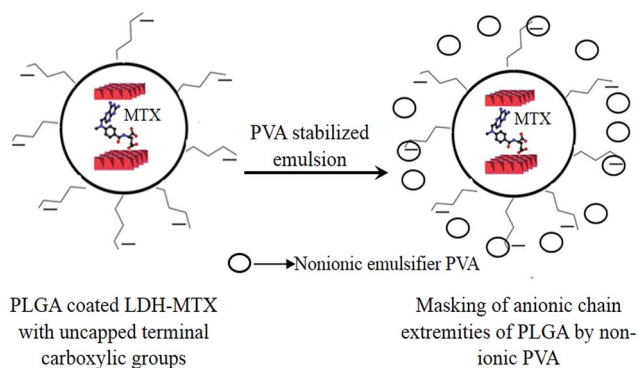 MTX
MTX
PVA stabilized
emulsion
Nonionic emulsifier PVA
PLGA coated LDH-MTX
with uncapped terminal
carboxylic groups
Masking of anionic chain
extremities of PLGA by non-
ionic PVA